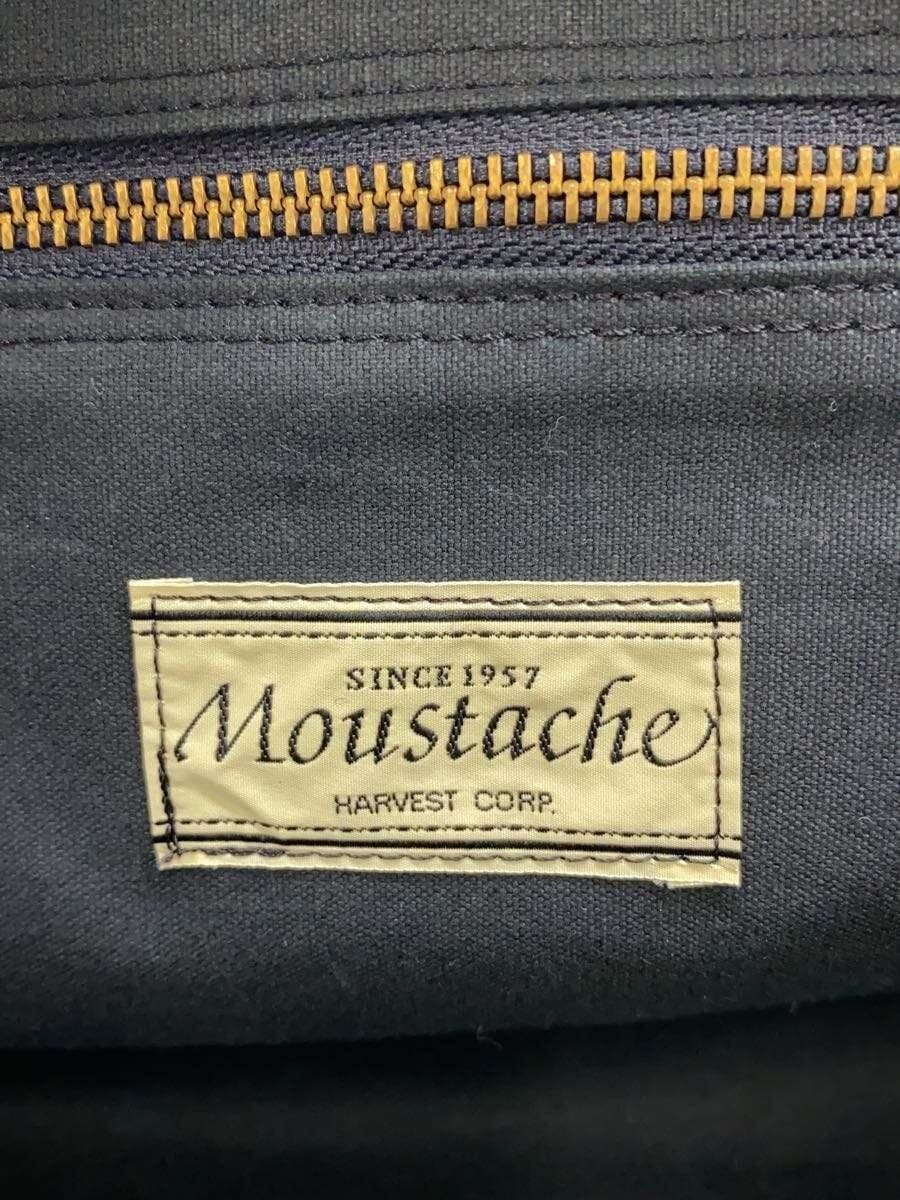 SINCE 1957
Moustache
HARVEST CORP.